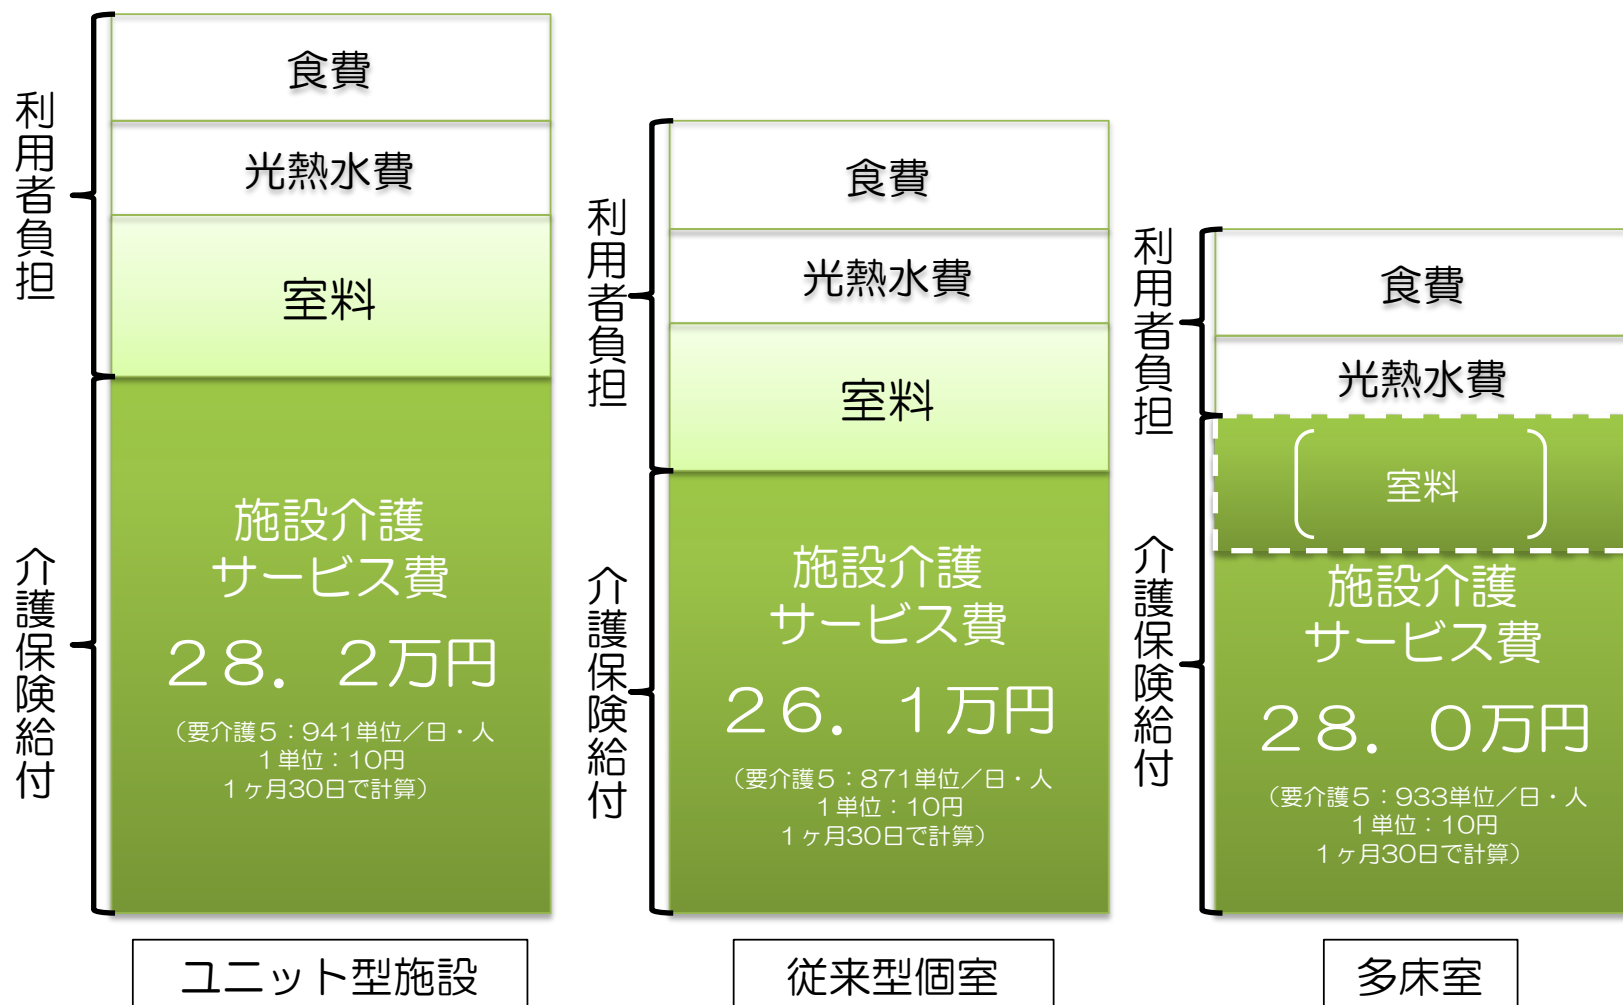 利用者負担
食費
光熱水費
室料
介護保険給付
施設介護
サービス費
２８．２万円
（要介護５：941単位／日・人
１単位：10円
１ヶ月30日で計算）
ユニット型施設
利用者負担
食費
光熱水費
室料
介護保険給付
施設介護
サービス費
２６．１万円
（要介護５：871単位／日・人
１単位：10円
１ヶ月30日で計算）
従来型個室
利用者負担
食費
光熱水費
室料
介護保険給付
施設介護
サービス費
２８．０万円
（要介護５：933単位／日・人
１単位：10円
１ヶ月30日で計算）
多床室